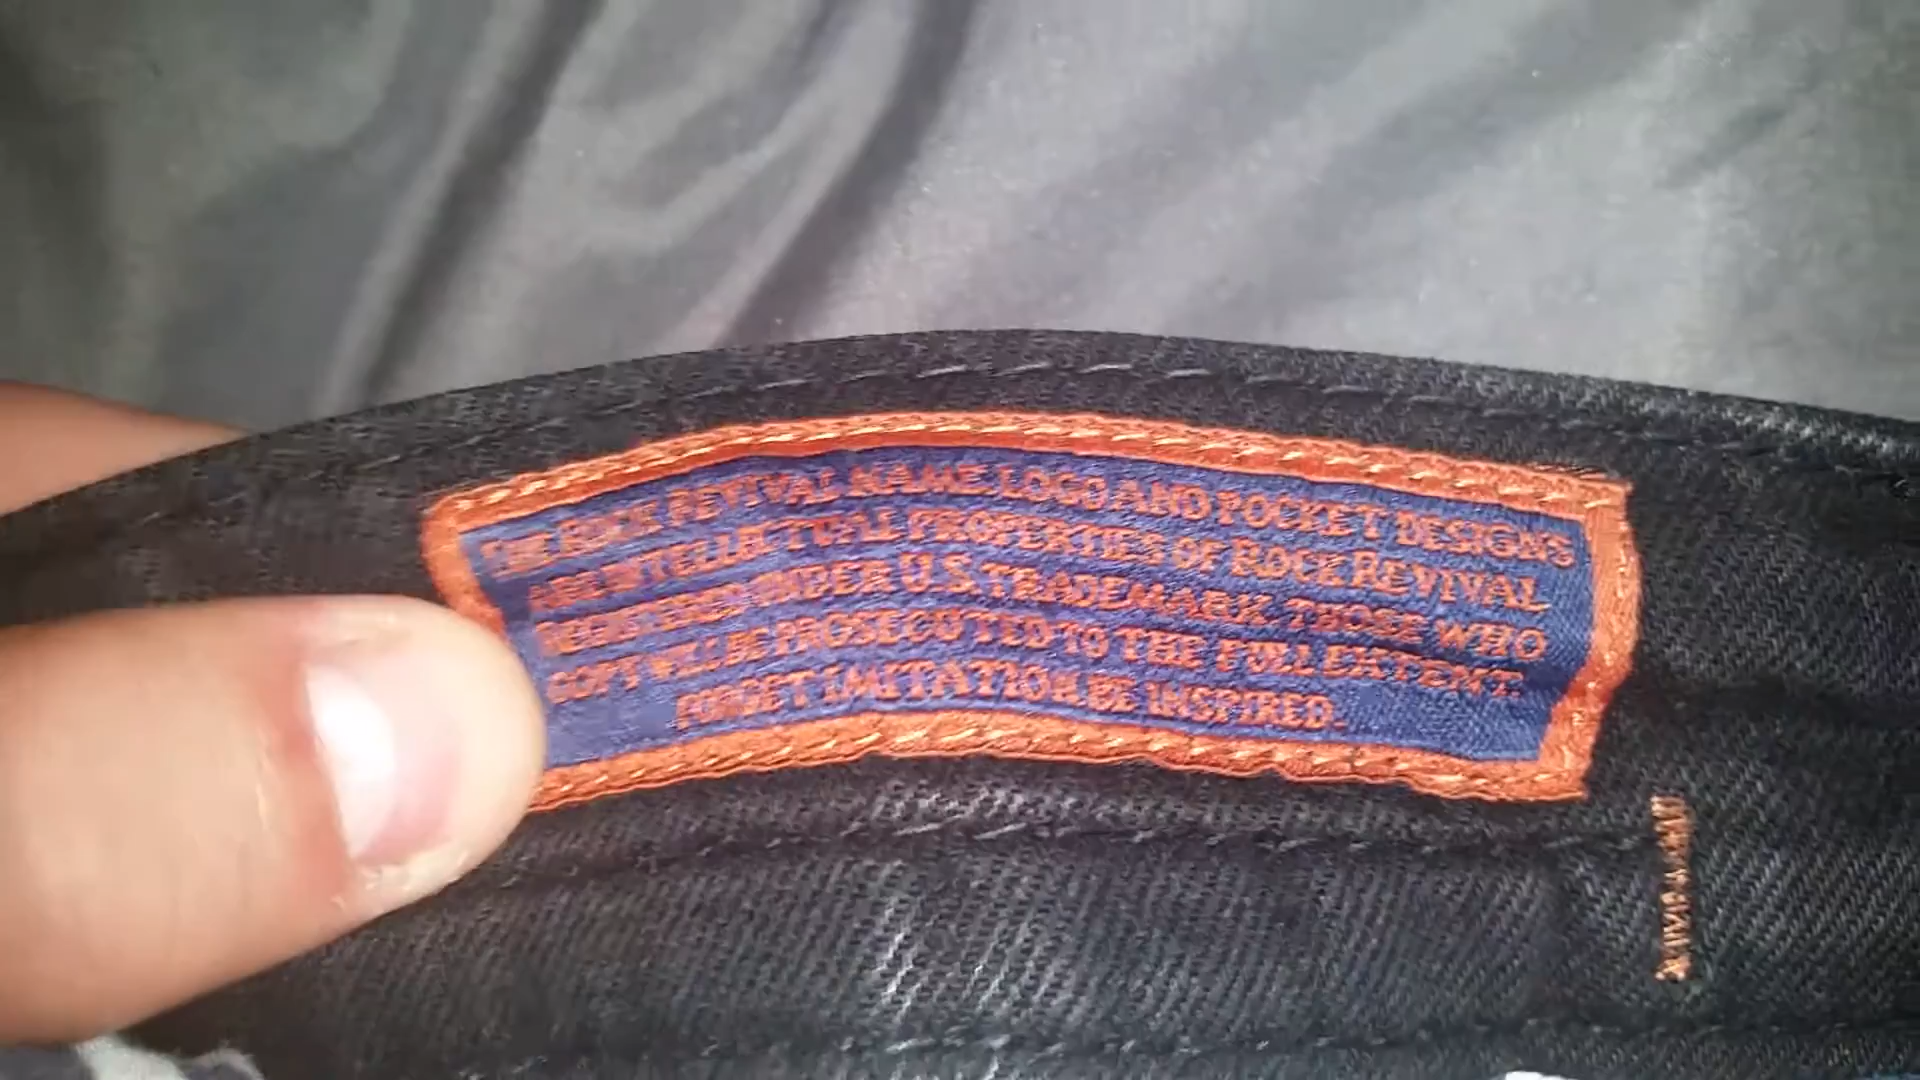 THE ROCK REVIVAL NAME, LOGO AND POCKET DESIGNS
ARE INTELLECTUAL PROPERTIES OF ROCK REVIVAL
REGISTERED UNDER U.S. TRADEMARK. THOSE WHO
COPY WILL BE PROSECUTED TO THE FULL EXTENT.
FORGET IMITATION. BE INSPIRED.